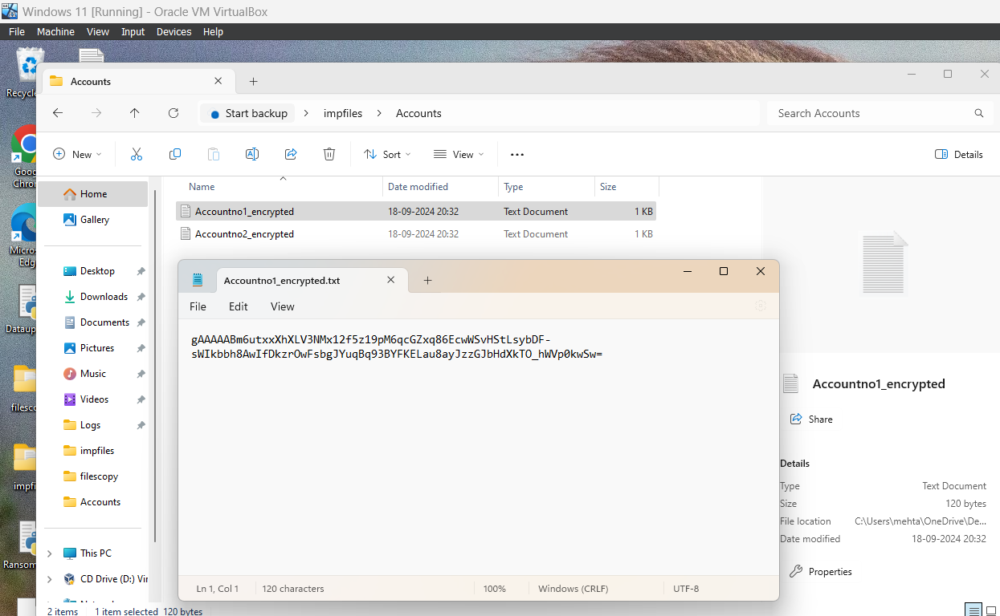 Windows 11 [Running] - Oracle VM VirtualBox
File Machine View Input Devices Help
Accounts
Start backup > impfiles > Accounts
Search Accounts
New
Sort
View
Details
Name Date modified Type Size
Accountno1_encrypted 18-09-2024 20:32 Text Document 1 KB
Accountno2_encrypted 18-09-2024 20:32 Text Document 1 KB
Home
Gallery
Desktop
Downloads
Documents
Pictures
Music
Videos
Logs
impfiles
filescopy
Accounts
This PC
CD Drive (D:) Vir
Accountno1_encrypted.txt
File Edit View
gAAAAABm6utxxXhXLV3NMx12f5z19pM6qcGZxq86EcwWSvHStLsybDF-
sWIkbbh8AwIfDkzrOwFsbgJYuqBq93BYFKELau8ayJzzGJbHdXkTO_hWVp0kwSw=
Ln 1, Col 1 120 characters 100% Windows (CRLF) UTF-8
Accountno1_encrypted
Share
Details
Type Text Document
Size 120 bytes
File location C:\Users\mehta\OneDrive\De...
Date modified 18-09-2024 20:32
Properties
2 items 1 item selected 120 bytes
Recycle
Goog
Chron
Micros
Edg
Dataup
filesco
impfi
Ransom